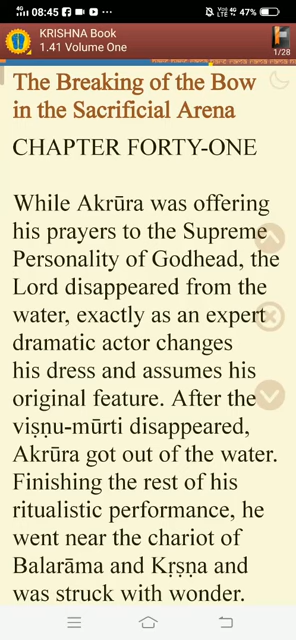 4G 08:45
VoLTE 4G 47%
KRISHNA Book
1.41 Volume One
1/28
The Breaking of the Bow
in the Sacrificial Arena
CHAPTER FORTY-ONE
While Akrūra was offering
his prayers to the Supreme
Personality of Godhead, the
Lord disappeared from the
water, exactly as an expert
dramatic actor changes
his dress and assumes his
original feature. After the
viṣṇu-mūrti disappeared,
Akrūra got out of the water.
Finishing the rest of his
ritualistic performance, he
went near the chariot of
Balarāma and Kṛṣṇa and
was struck with wonder.